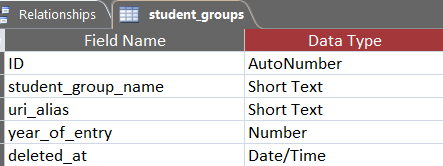 Relationships student_groups
Field Name Data Type
ID AutoNumber
student_group_name Short Text
uri_alias Short Text
year_of_entry Number
deleted_at Date/Time